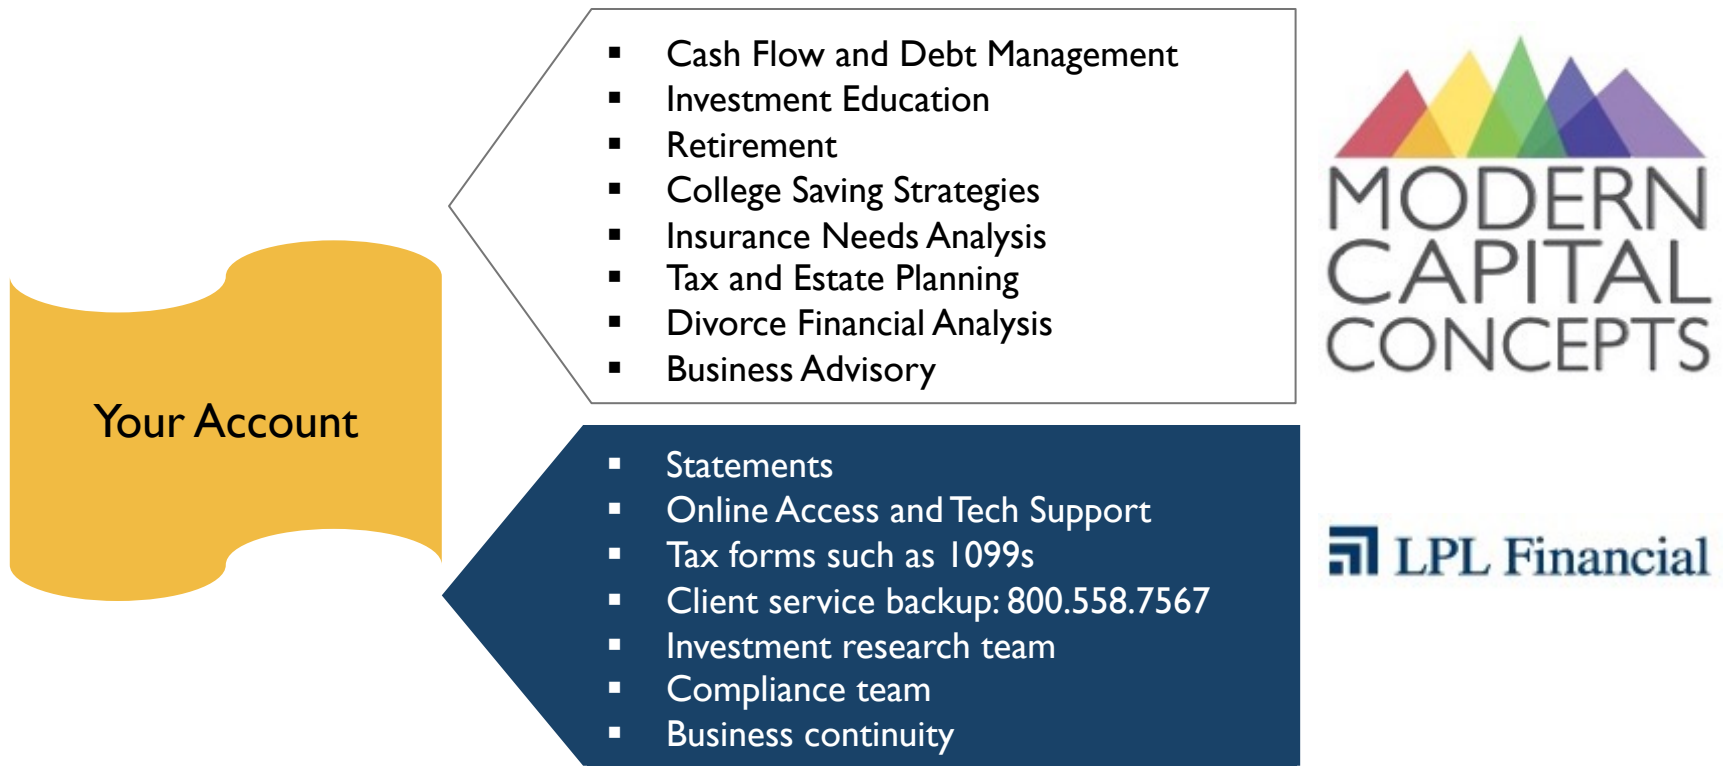 Your Account
▪ Cash Flow and Debt Management
▪ Investment Education
▪ Retirement
▪ College Saving Strategies
▪ Insurance Needs Analysis
▪ Tax and Estate Planning
▪ Divorce Financial Analysis
▪ Business Advisory
MODERN
CAPITAL
CONCEPTS
▪ Statements
▪ Online Access and Tech Support
▪ Tax forms such as 1099s
▪ Client service backup: 800.558.7567
▪ Investment research team
▪ Compliance team
▪ Business continuity
LPL Financial